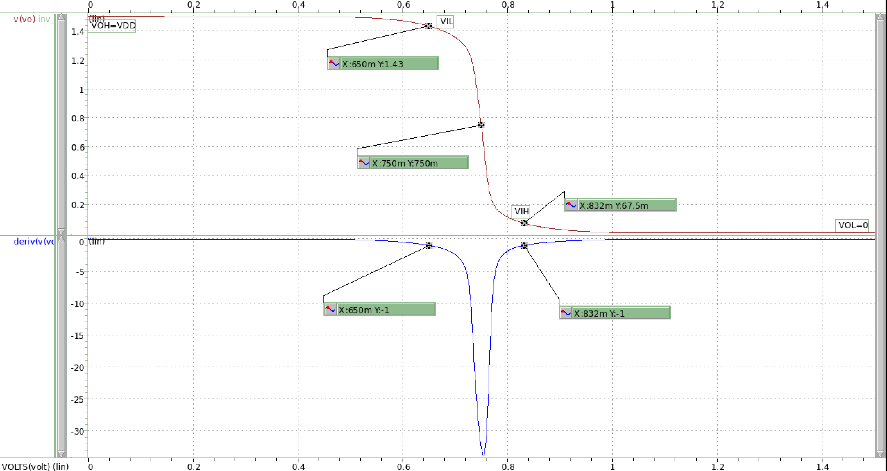 0 0.2 0.4 0.6 0.8 1 1.2 1.4
v(vo) inv
(lin)
VOH=VDD
VIL
1.4
X:650m Y:1.43
1.2
1
0.8
X:750m Y:750m
0.6
0.4
0.2
VIH
X:832m Y:67.5m
VOL=0
deriv(v(vo
0
(lin)
-5
-10
X:650m Y:-1
X:832m Y:-1
-15
-20
-25
-30
VOLTS(volt) (lin)
0 0.2 0.4 0.6 0.8 1 1.2 1.4